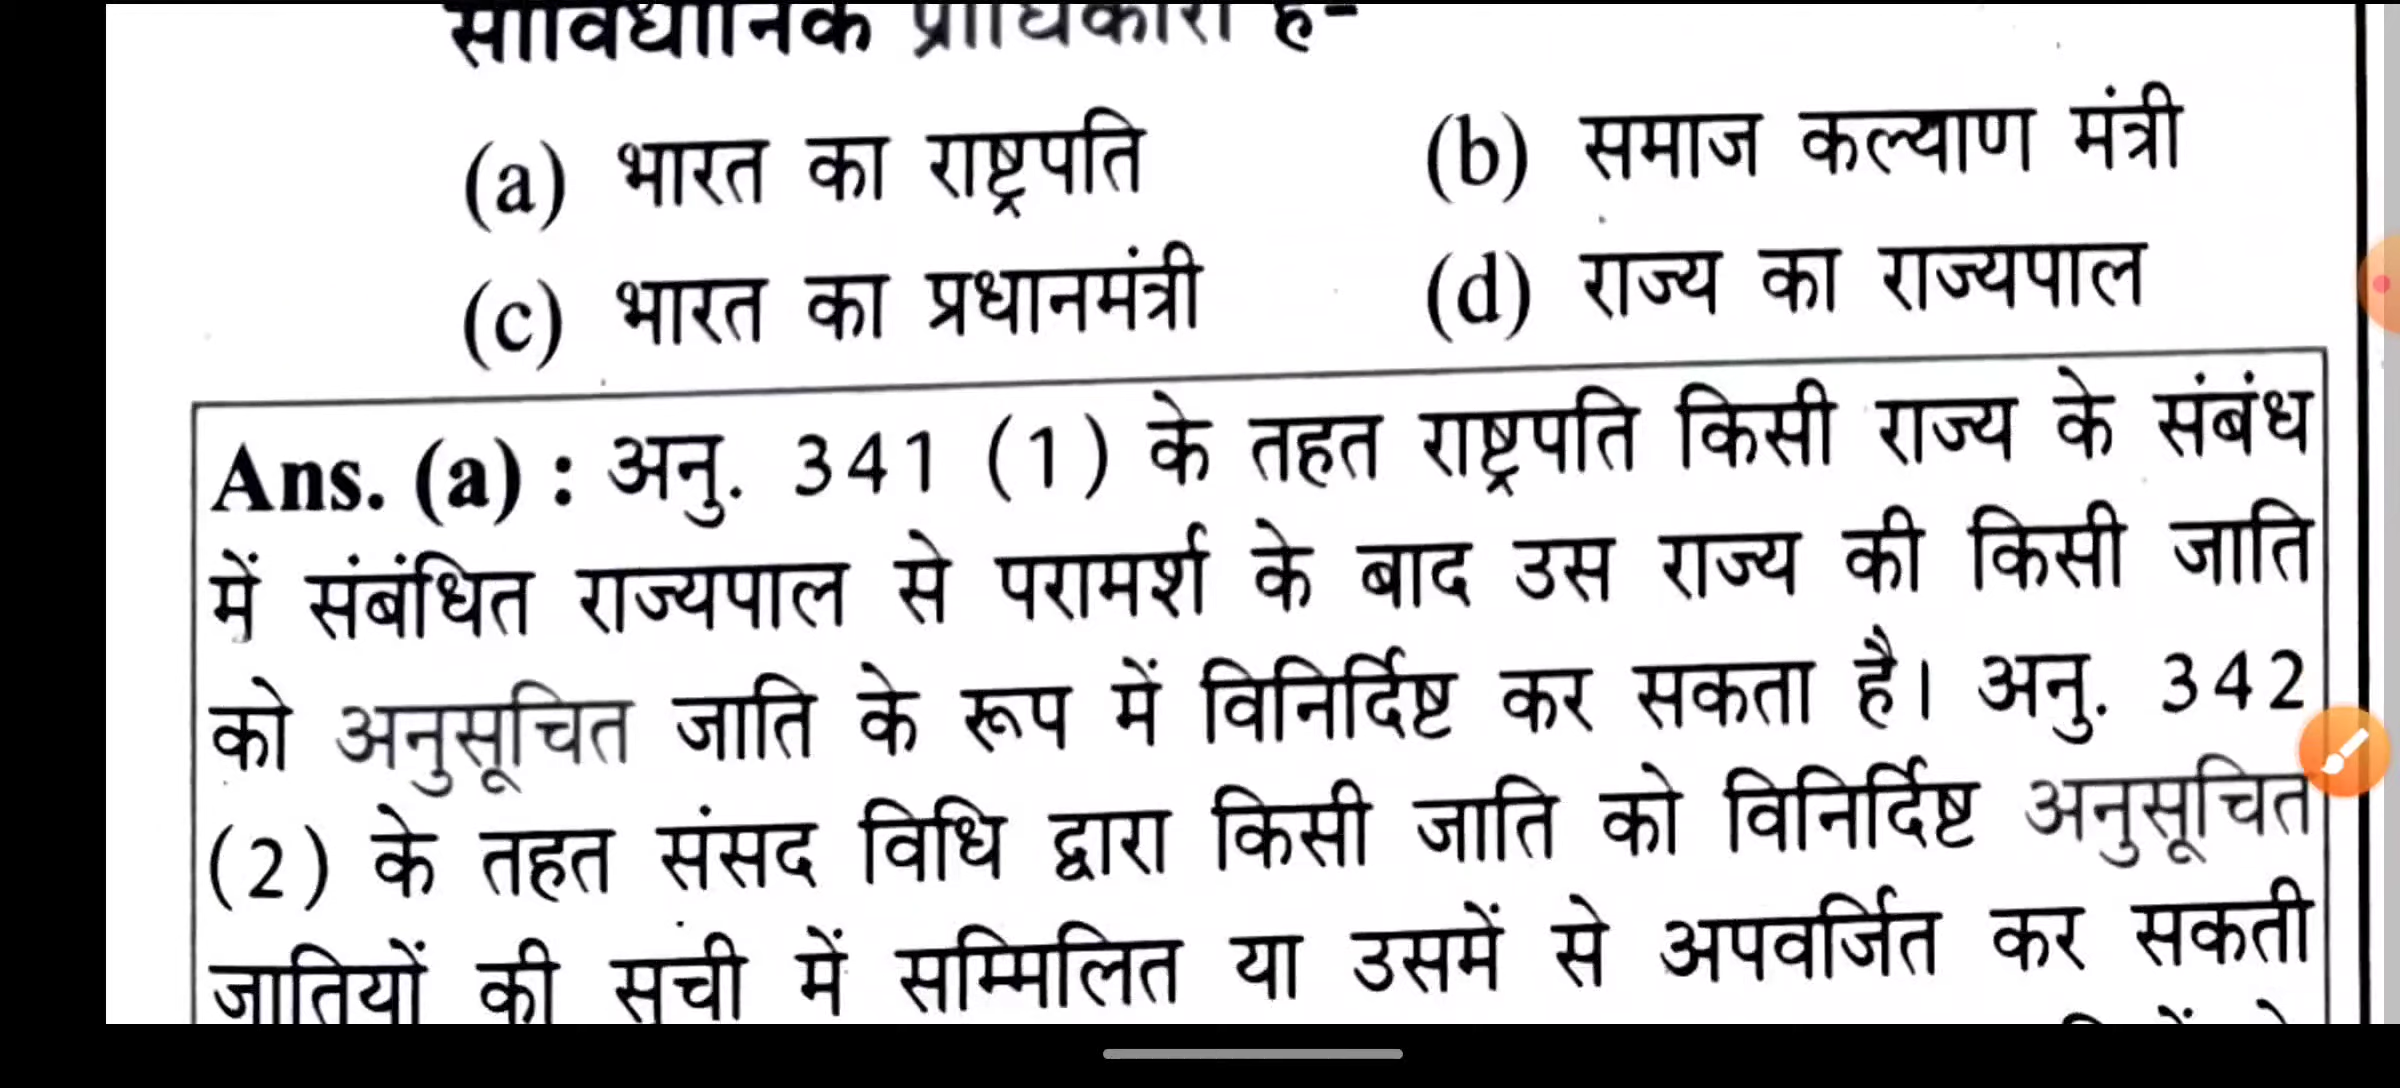 सांविधानिक प्राधिकारी है-
(a) भारत का राष्ट्रपति (b) समाज कल्याण मंत्री
(c) भारत का प्रधानमंत्री (d) राज्य का राज्यपाल
Ans. (a) : अनु. 341 (1) के तहत राष्ट्रपति किसी राज्य के संबंध
में संबंधित राज्यपाल से परामर्श के बाद उस राज्य की किसी जाति
को अनुसूचित जाति के रूप में विनिर्दिष्ट कर सकता है। अनु. 342
(2) के तहत संसद विधि द्वारा किसी जाति को विनिर्दिष्ट अनुसूचित
जातियों की सूची में सम्मिलित या उसमें से अपवर्जित कर सकती